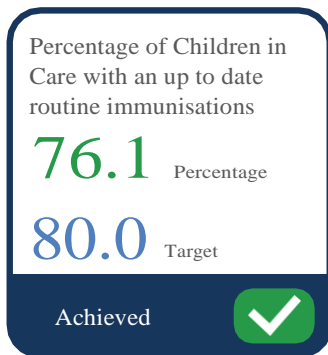 Percentage of Children in
Care with an up to date
routine immunisations
76.1 Percentage
80.0 Target
Achieved